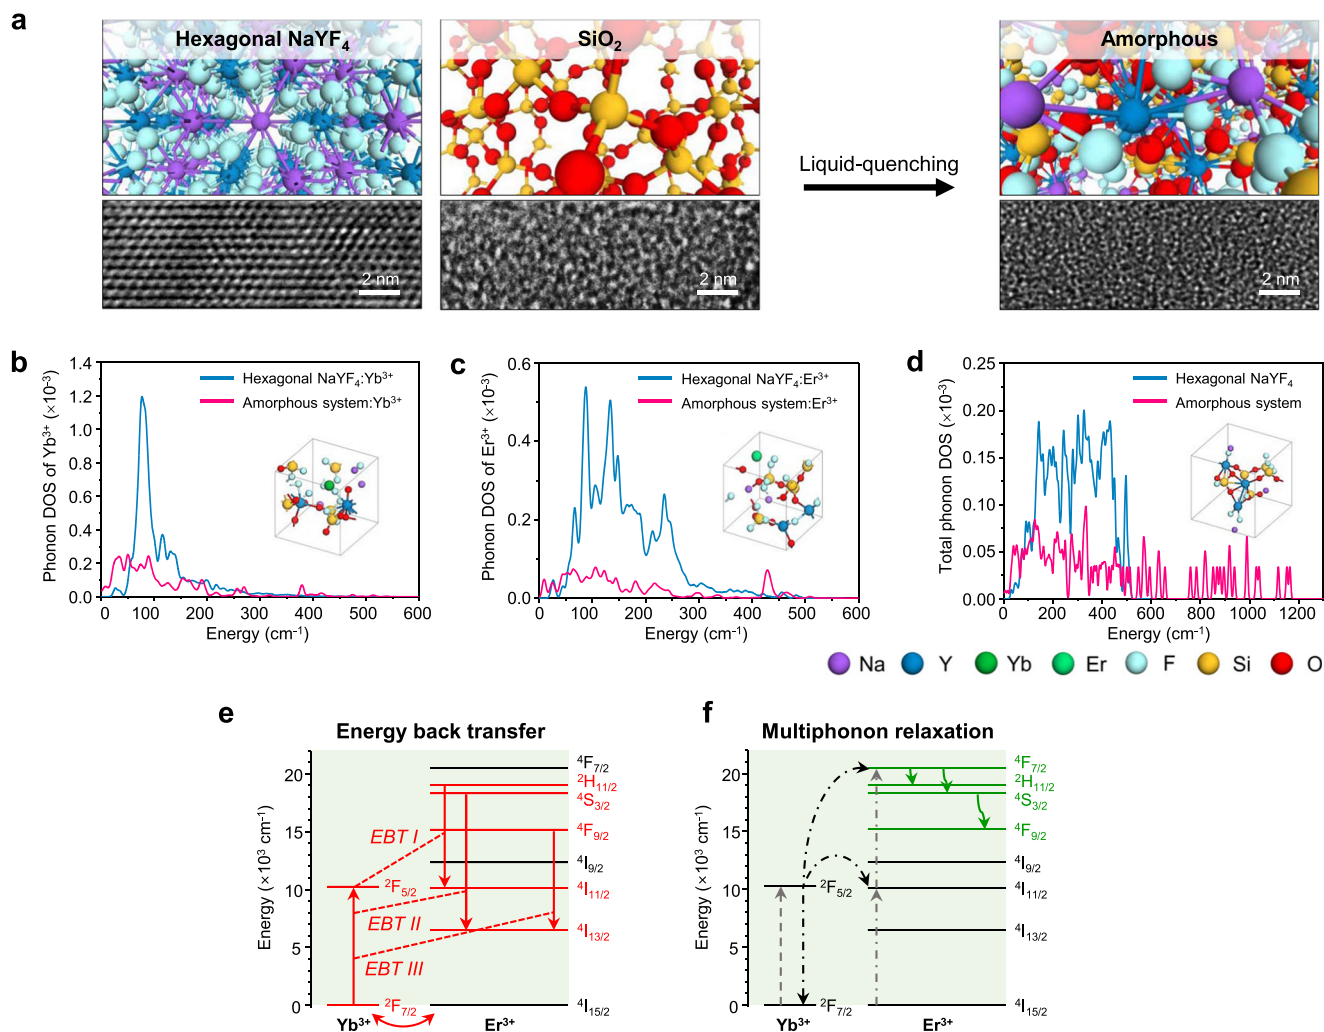 a
Hexagonal NaYF₄
SiO₂
Amorphous
Liquid-quenching
2 nm
2 nm
2 nm
b
Phonon DOS of Yb³⁺ (×10⁻³)
1.4
1.2
1.0
0.8
0.6
0.4
0.2
0.0
Hexagonal NaYF₄:Yb³⁺
Amorphous system:Yb³⁺
0 100 200 300 400 500 600
Energy (cm⁻¹)
c
Phonon DOS of Er³⁺ (×10⁻³)
0.6
0.4
0.2
0.0
Hexagonal NaYF₄:Er³⁺
Amorphous system:Er³⁺
0 100 200 300 400 500 600
Energy (cm⁻¹)
d
Total phonon DOS (×10⁻³)
0.25
0.20
0.15
0.10
0.05
0.00
Hexagonal NaYF₄
Amorphous system
0 200 400 600 800 1000 1200
Energy (cm⁻¹)
Na Y Yb Er F Si O
e
Energy back transfer
Energy (×10³ cm⁻¹)
20
15
10
5
0
⁴F₇/₂
²H₁₁/₂
⁴S₃/₂
⁴F₉/₂
⁴I₉/₂
⁴I₁₁/₂
⁴I₁₃/₂
⁴I₁₅/₂
EBT I
²F₅/₂
EBT II
EBT III
²F₇/₂
Yb³⁺
Er³⁺
f
Multiphonon relaxation
Energy (×10³ cm⁻¹)
20
15
10
5
0
⁴F₇/₂
²H₁₁/₂
⁴S₃/₂
⁴F₉/₂
⁴I₉/₂
⁴I₁₁/₂
⁴I₁₃/₂
⁴I₁₅/₂
²F₅/₂
²F₇/₂
Yb³⁺
Er³⁺